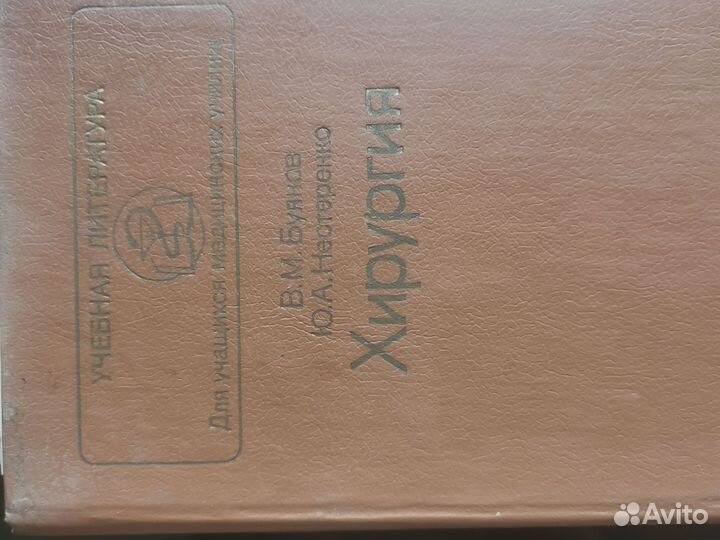 УЧЕБНАЯ ЛИТЕРАТУРА
Для учащихся медицинских училищ
В.М.Буянов
Ю.А.Нестеренко
Хирургия
Avito